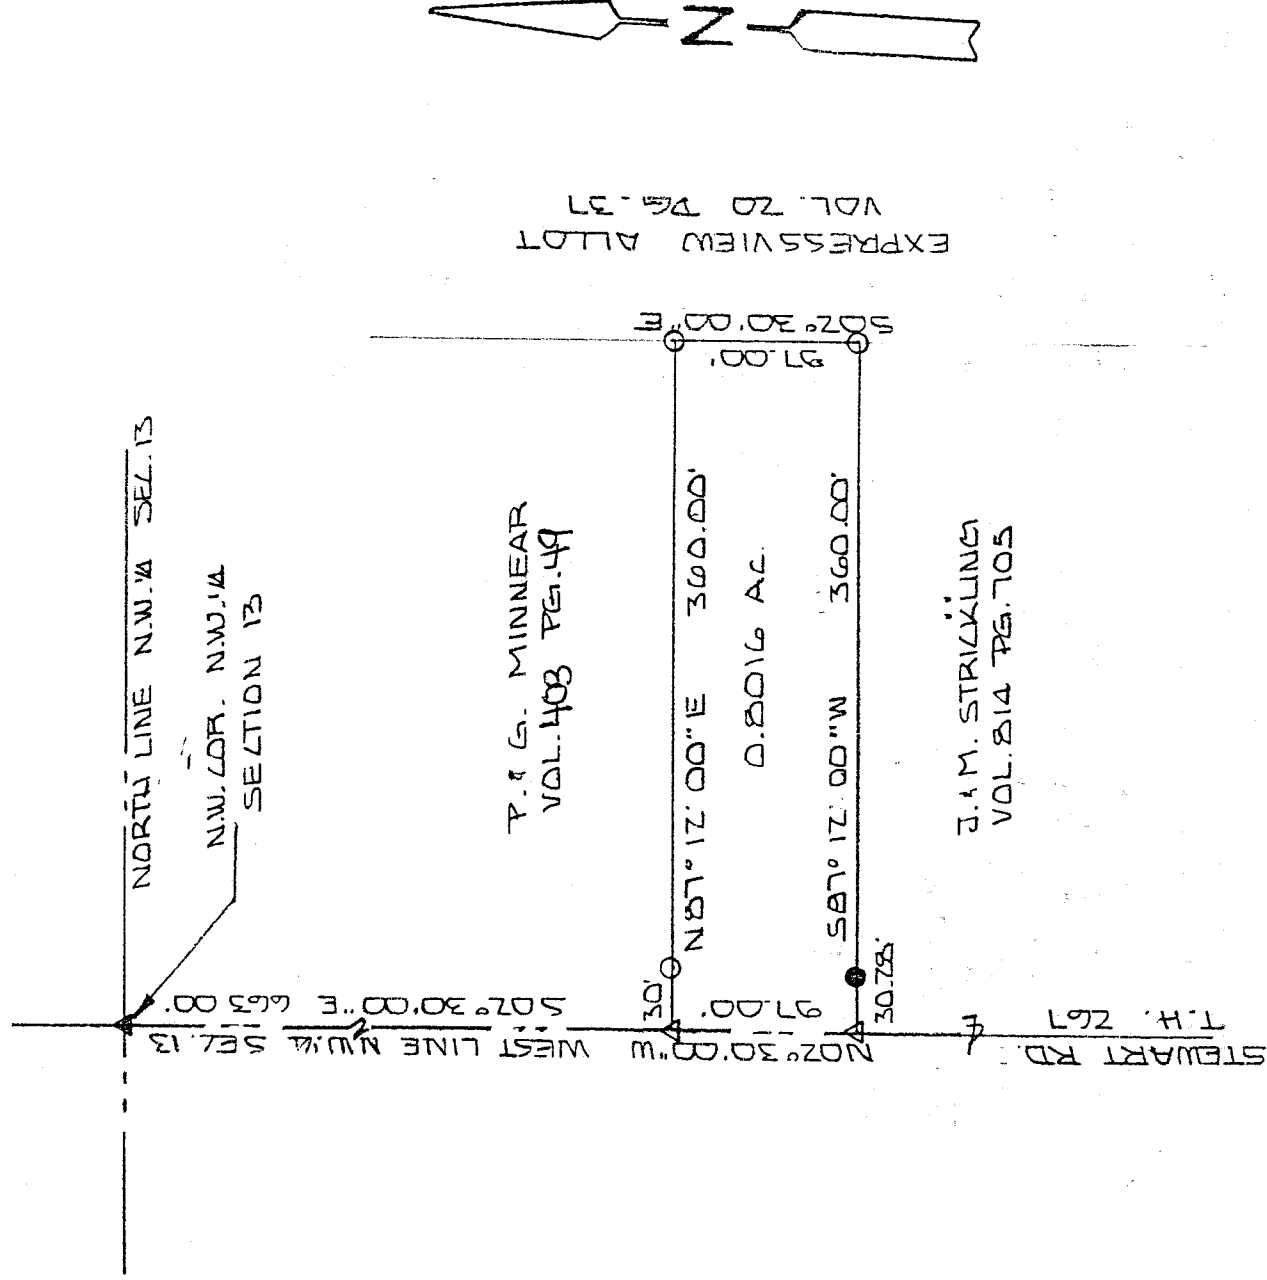 N
EXPRESSVIEW ALLOT
VOL. 20 PG. 37
S02°30'00"E
97.00'
NORTH LINE N.W.1/4 SEC. 13
N.W. COR. N.W.1/4
SECTION 13
P. & G. MINNEAR
VOL. 403 PG. 49
N87°12'00"E 360.00'
0.8016 AC.
S87°12'00"W 360.00'
J. & M. STRICKLING
VOL. 814 PG. 705
30'
30.78'
S02°30'00"E 663.00'
WEST LINE N.W.1/4 SEC. 13
97.00'
N02°30'00"W
T.H. 267
STEWART RD.